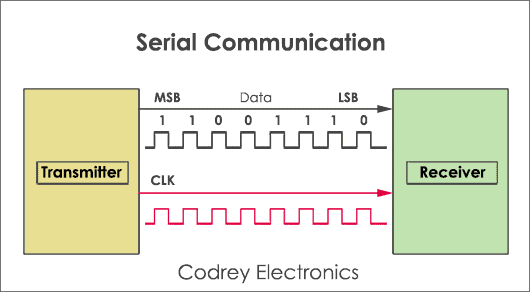 Serial Communication
MSB Data LSB
1 1 0 0 1 1 1 0
Transmitter
Receiver
CLK
Codrey Electronics